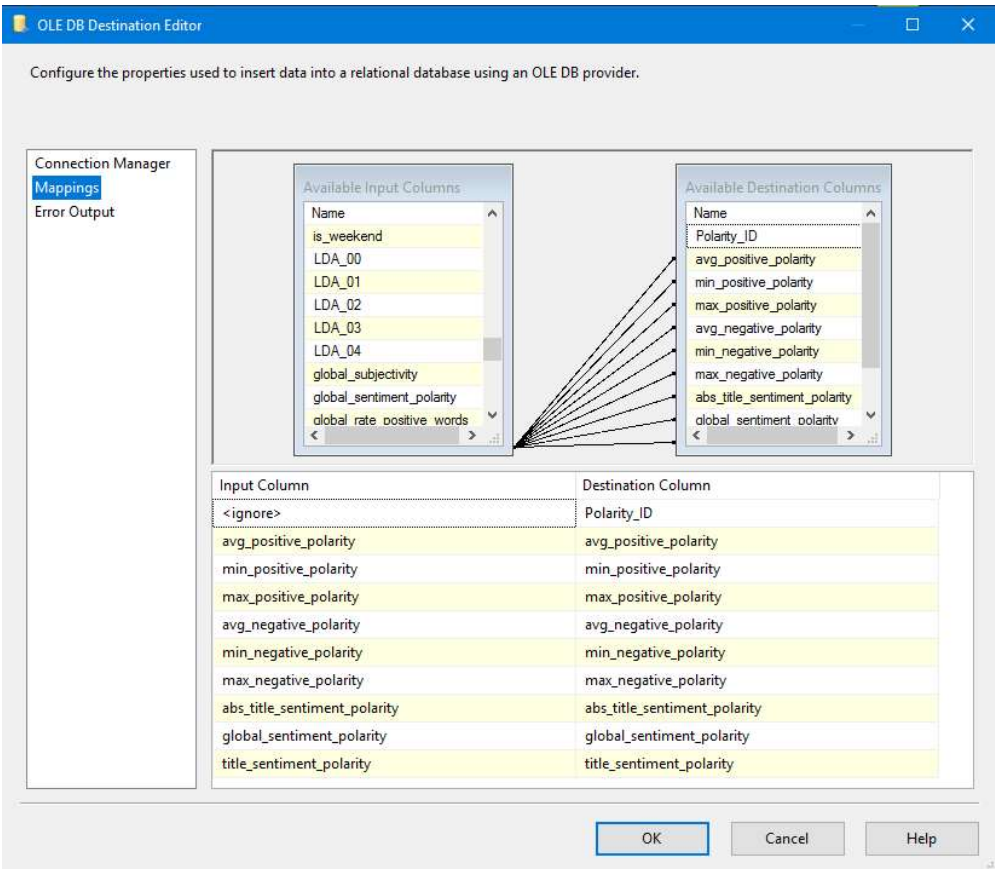 OLE DB Destination Editor
Configure the properties used to insert data into a relational database using an OLE DB provider.
Connection Manager
Mappings
Error Output
Available Input Columns
Name
is_weekend
LDA_00
LDA_01
LDA_02
LDA_03
LDA_04
global_subjectivity
global_sentiment_polarity
global_rate_positive_words
Available Destination Columns
Name
Polarity_ID
avg_positive_polarity
min_positive_polarity
max_positive_polarity
avg_negative_polarity
min_negative_polarity
max_negative_polarity
abs_title_sentiment_polarity
global_sentiment_polarity
Input Column Destination Column
<ignore> Polarity_ID
avg_positive_polarity avg_positive_polarity
min_positive_polarity min_positive_polarity
max_positive_polarity max_positive_polarity
avg_negative_polarity avg_negative_polarity
min_negative_polarity min_negative_polarity
max_negative_polarity max_negative_polarity
abs_title_sentiment_polarity abs_title_sentiment_polarity
global_sentiment_polarity global_sentiment_polarity
title_sentiment_polarity title_sentiment_polarity
OK Cancel Help